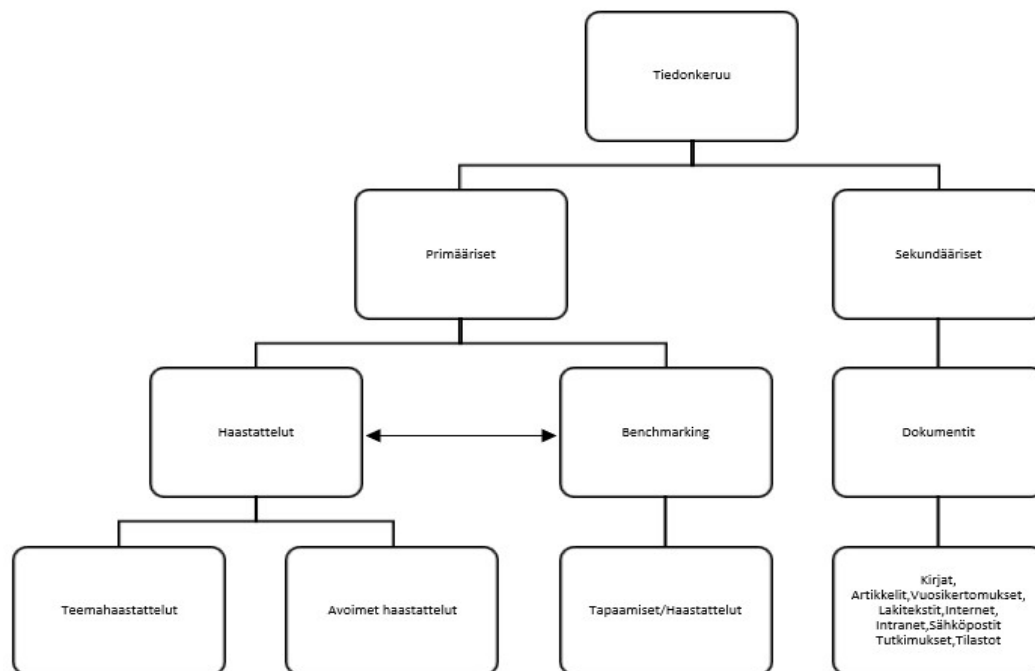 Tiedonkeruu
Primääriset
Sekundääriset
Haastattelut
Benchmarking
Dokumentit
Teemahaastattelut
Avoimet haastattelut
Tapaamiset/Haastattelut
Kirjat,
Artikkelit,Vuosikertomukset,
Lakitekstit,Internet,
Intranet,Sähköpostit
Tutkimukset,Tilastot